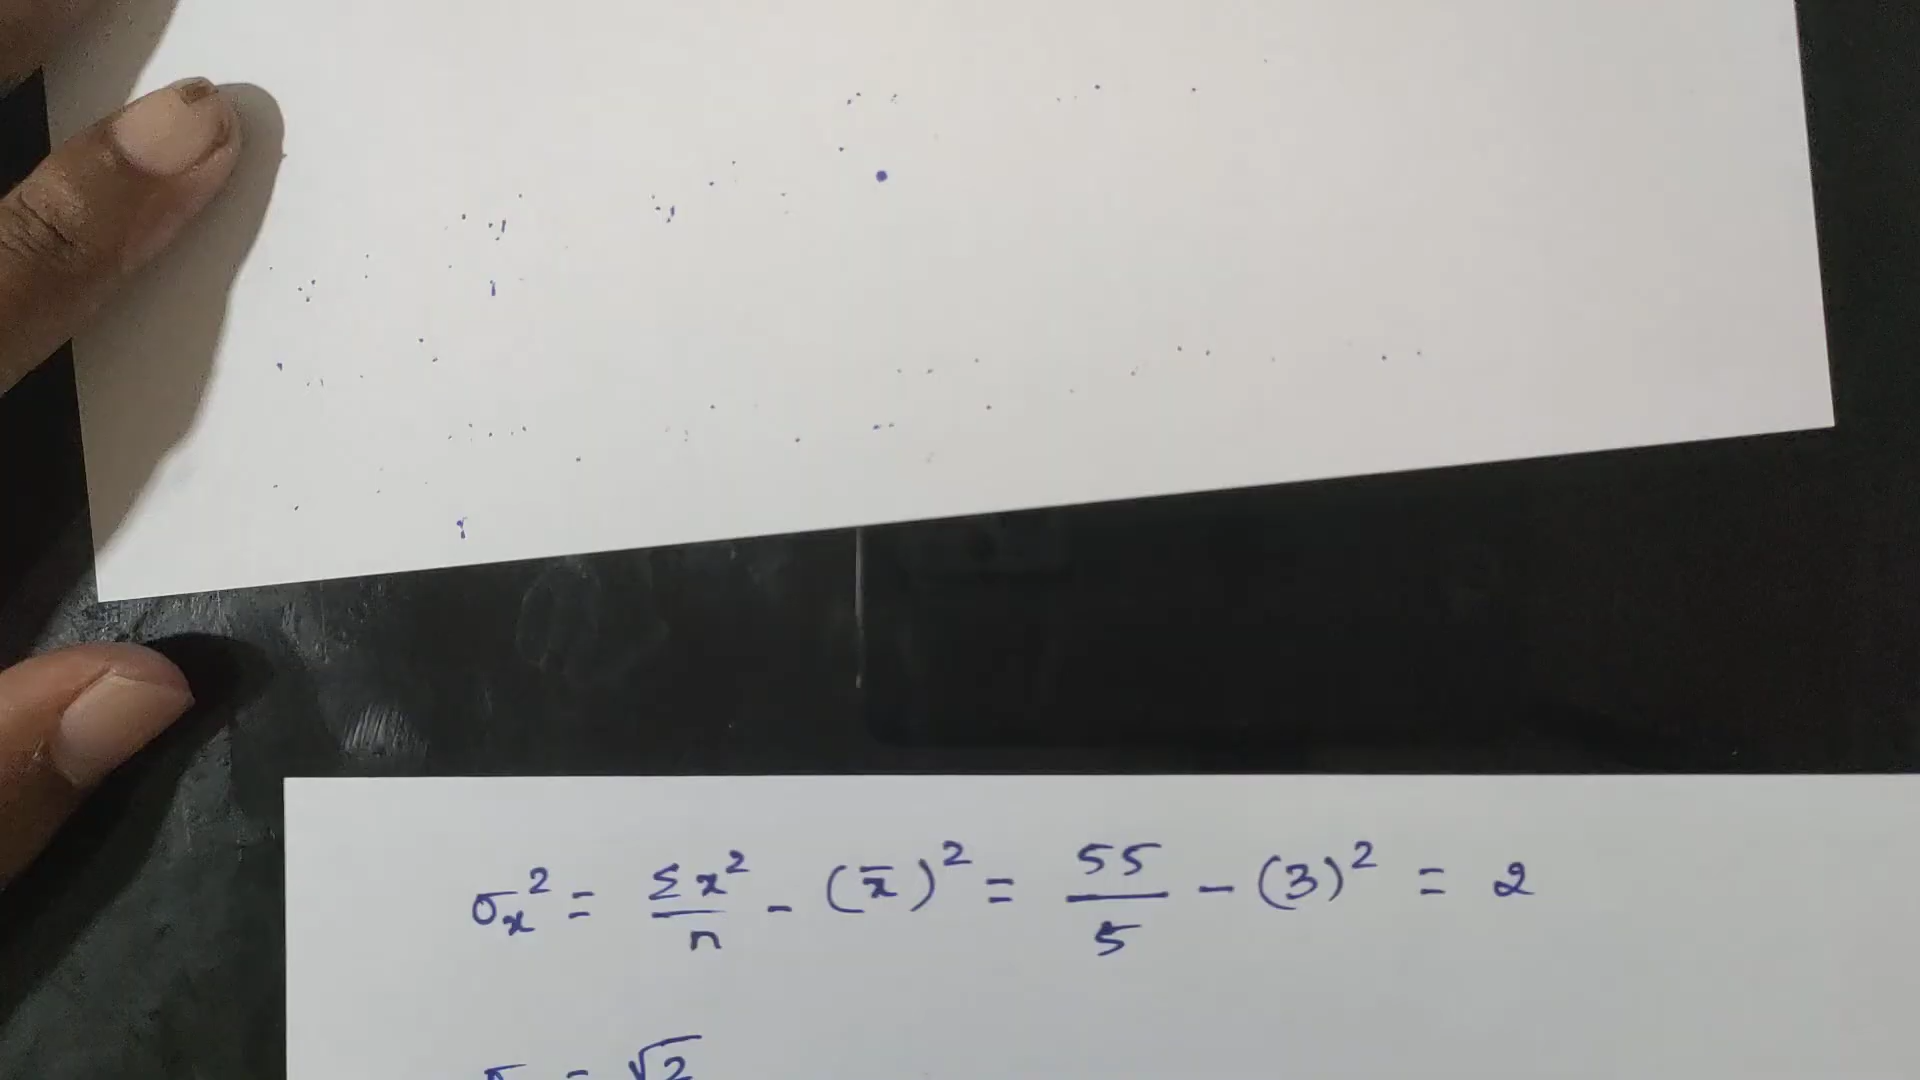 σₓ² = Σx²/n - (x̄)² = 55/5 - (3)² = 2
= √2